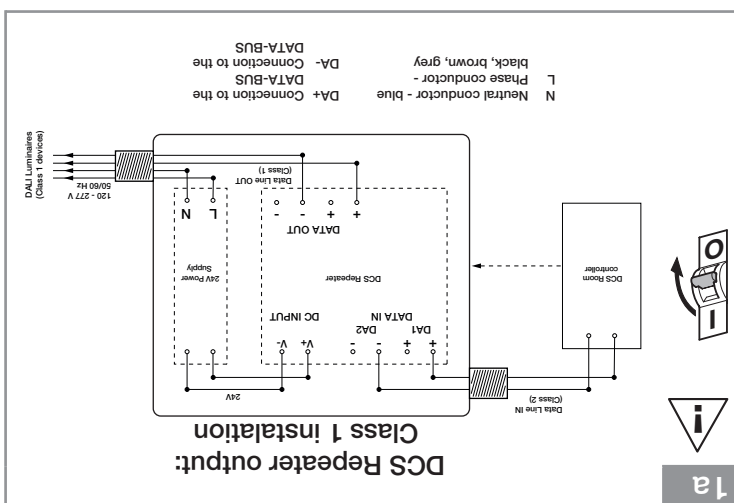 1a
DCS Repeater output:
Class 1 instalation
i
Data Line IN
(Class 2)
24V
+ + - -
DA1 DA2
DATA IN
V+ V-
DC INPUT
I
O
DCS Room
controller
DCS Repeater
24V Power
Supply
DATA OUT
+ + - -
L N
Data Line OUT
(Class 1)
120 - 277 V
50/60 Hz
DALI Luminaires
(Class 1 devices)
N Neutral conductor - blue
L Phase conductor -
black, brown, grey
DA+ Connection to the
DATA-BUS
DA- Connection to the
DATA-BUS